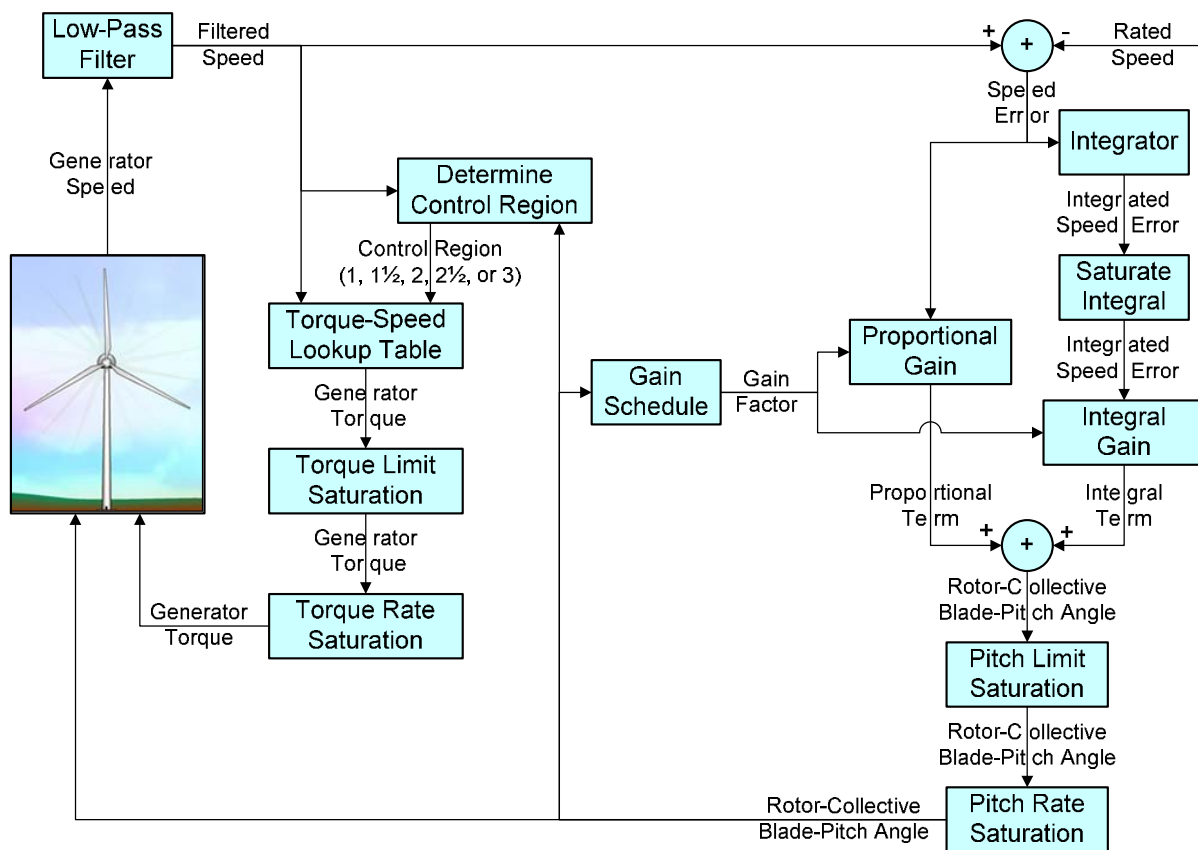 Low-Pass
Filter
Filtered
Speed
+
+
-
Rated
Speed
Speed
Error
Integrator
Generator
Speed
Determine
Control Region
Integrated
Speed Error
Control Region
(1, 1½, 2, 2½, or 3)
Saturate
Integral
Torque-Speed
Lookup Table
Proportional
Gain
Integrated
Speed Error
Gain
Schedule
Gain
Factor
Generator
Torque
Integral
Gain
Torque Limit
Saturation
Proportional
Term
Integral
Term
Generator
Torque
+
+
+
Rotor-Collective
Blade-Pitch Angle
Generator
Torque
Torque Rate
Saturation
Pitch Limit
Saturation
Rotor-Collective
Blade-Pitch Angle
Rotor-Collective
Blade-Pitch Angle
Pitch Rate
Saturation